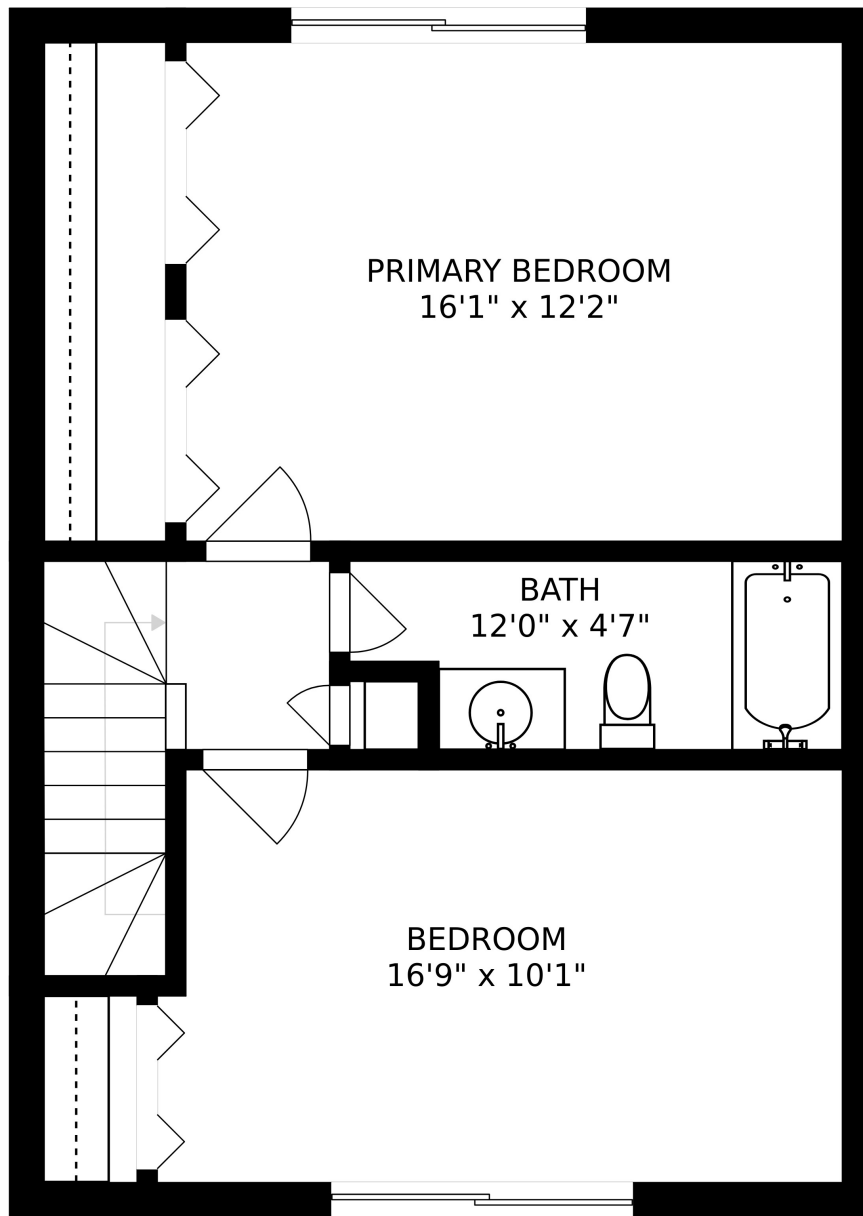 PRIMARY BEDROOM
16'1" x 12'2"
BATH
12'0" x 4'7"
BEDROOM
16'9" x 10'1"